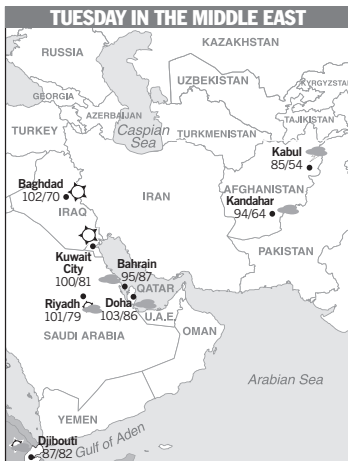 TUESDAY IN THE MIDDLE EAST
KAZAKHSTAN
RUSSIA
UZBEKISTAN
KYRGYZSTAN
GEORGIA
AZERBAIJAN
TAJIKISTAN
TURKEY
Caspian
Sea
TURKMENISTAN
Kabul
85/54
Baghdad
102/70
IRAN
AFGHANISTAN
Kandahar
94/64
IRAQ
PAKISTAN
Kuwait
City
100/81
Bahrain
95/87
QATAR
Riyadh
101/79
Doha
103/86
U.A.E.
SAUDI ARABIA
OMAN
Arabian Sea
YEMEN
Djibouti
87/82
Gulf of Aden